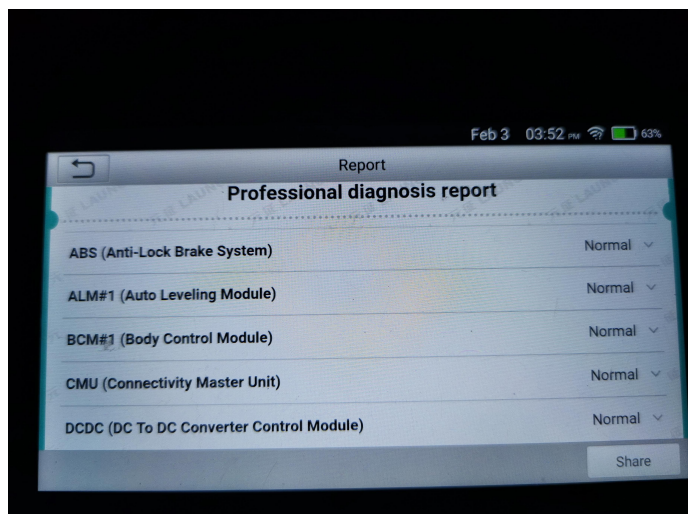 Feb 3 03:52 PM 63%
Report
Professional diagnosis report
ABS (Anti-Lock Brake System) Normal
ALM#1 (Auto Leveling Module) Normal
BCM#1 (Body Control Module) Normal
CMU (Connectivity Master Unit) Normal
DCDC (DC To DC Converter Control Module) Normal
Share